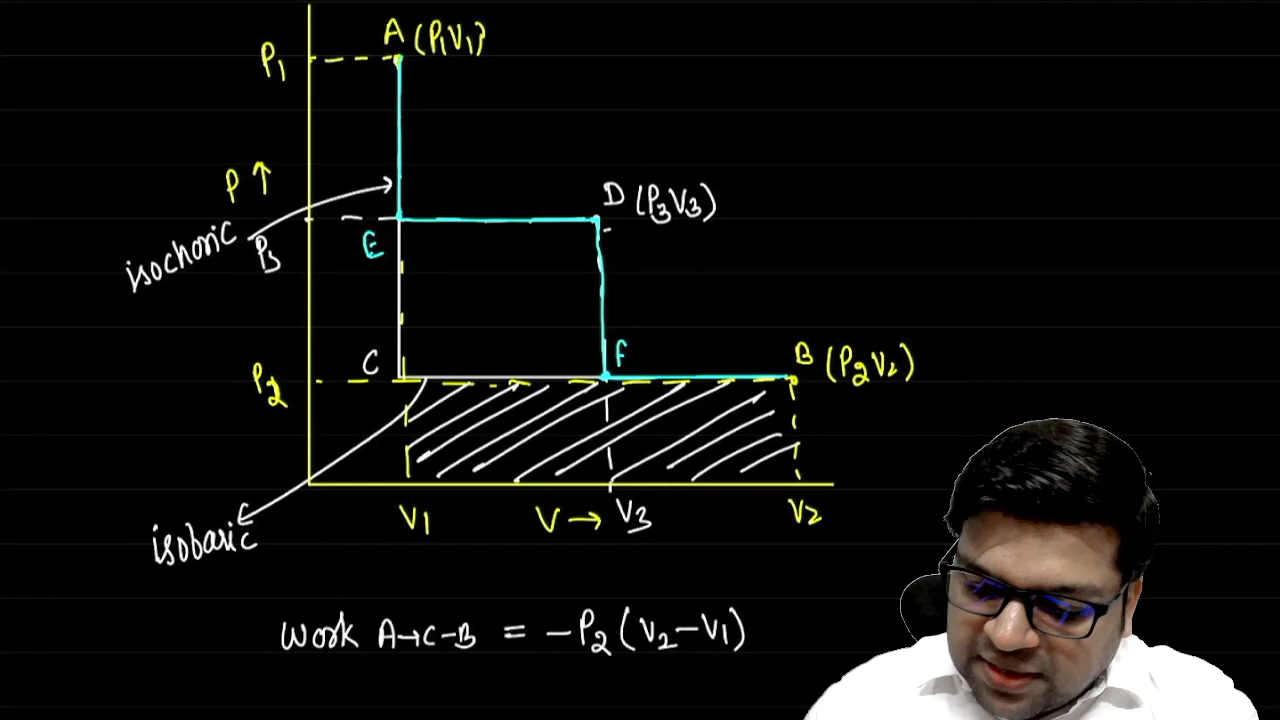 A (P1V1)
P1
P ↑
D (P3V3)
isochoric
P3
E
C
F
B (P2V2)
P2
V1
V → V3
V2
isobaric
Work A→C-B = -P2 (V2-V1)